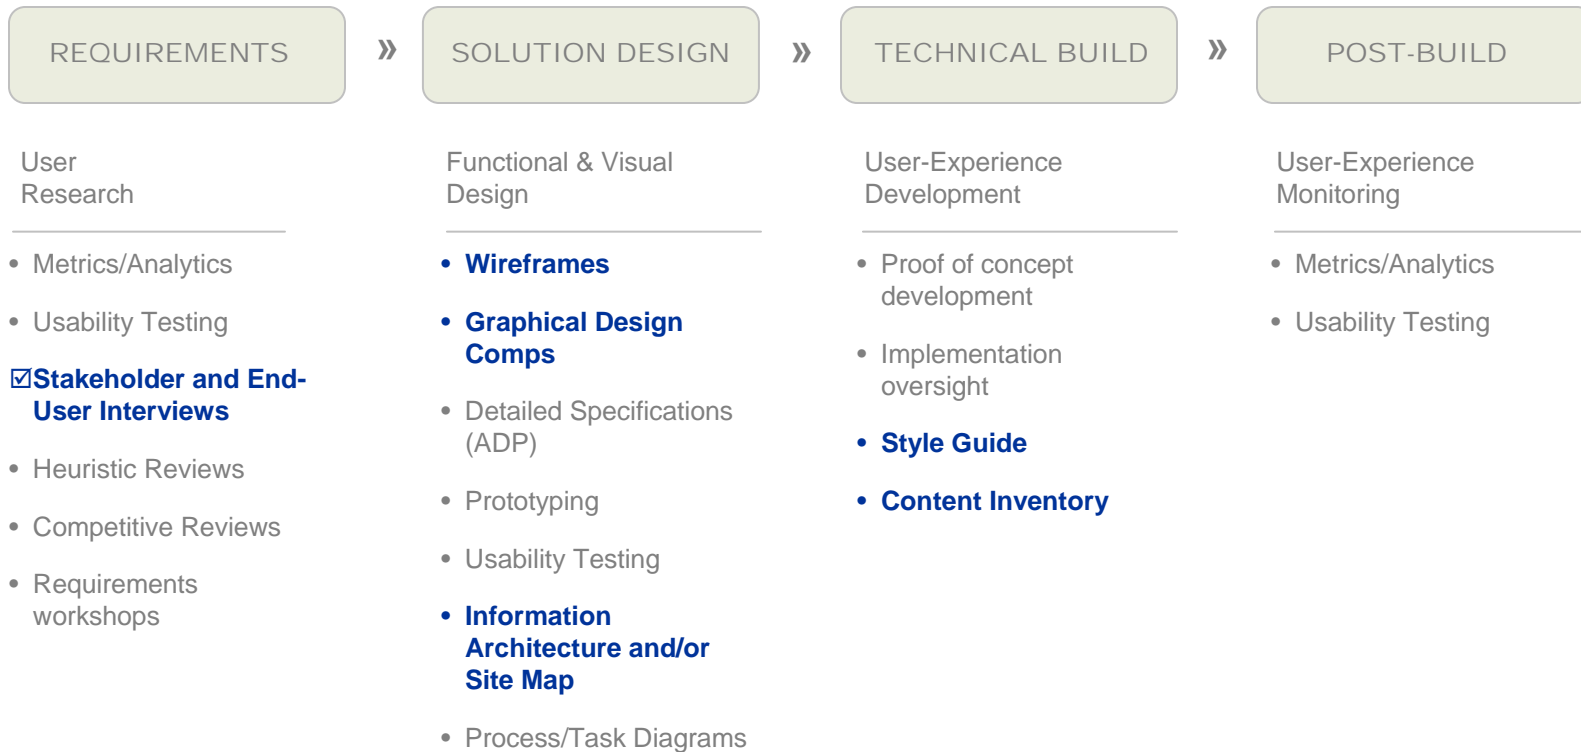 REQUIREMENTS » SOLUTION DESIGN » TECHNICAL BUILD » POST-BUILD
User
Research
• Metrics/Analytics
• Usability Testing
☑Stakeholder and End-
User Interviews
• Heuristic Reviews
• Competitive Reviews
• Requirements
workshops
Functional & Visual
Design
• Wireframes
• Graphical Design
Comps
• Detailed Specifications
(ADP)
• Prototyping
• Usability Testing
• Information
Architecture and/or
Site Map
• Process/Task Diagrams
User-Experience
Development
• Proof of concept
development
• Implementation
oversight
• Style Guide
• Content Inventory
User-Experience
Monitoring
• Metrics/Analytics
• Usability Testing